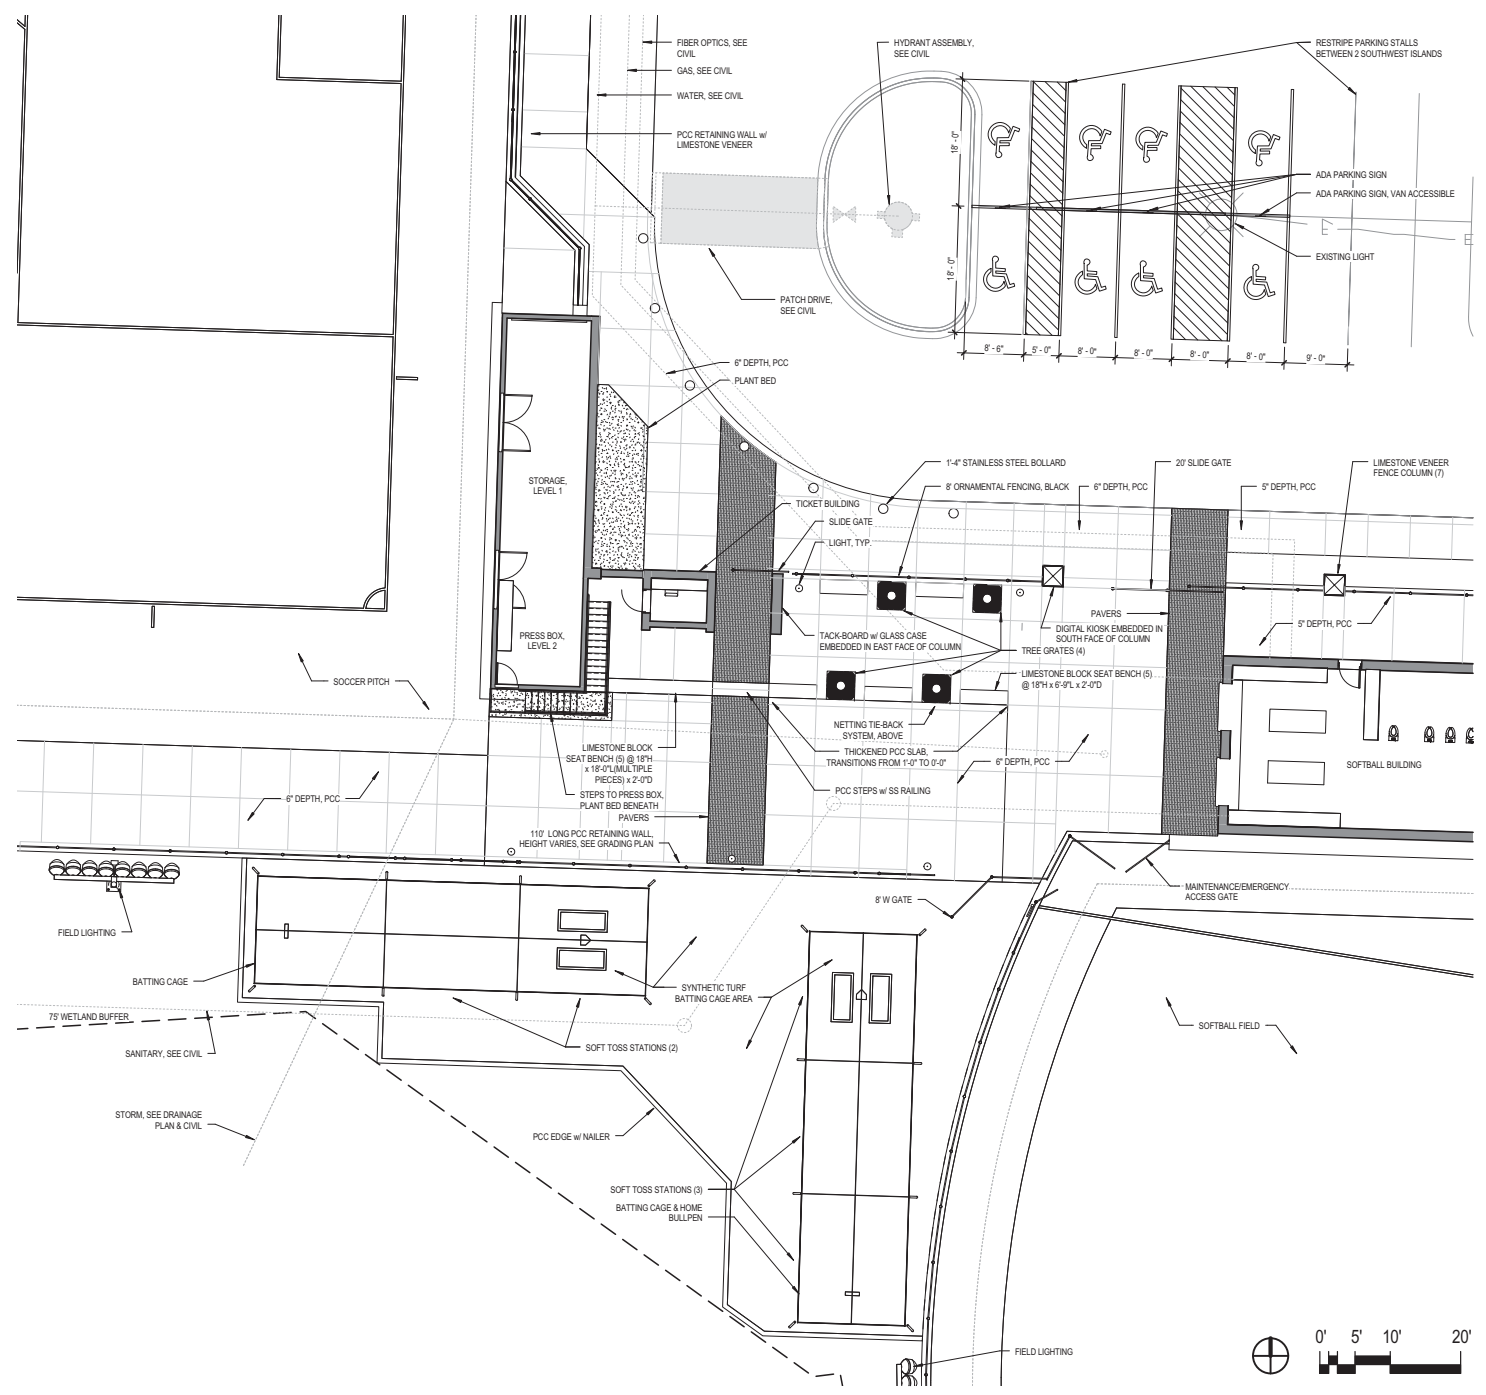 FIBER OPTICS, SEE
CIVIL
GAS, SEE CIVIL
WATER, SEE CIVIL
PCC RETAINING WALL w/
LIMESTONE VENEER
HYDRANT ASSEMBLY,
SEE CIVIL
RESTRIPE PARKING STALLS
BETWEEN 2 SOUTHWEST ISLANDS
18' - 0"
ADA PARKING SIGN
ADA PARKING SIGN, VAN ACCESSIBLE
E
E
EXISTING LIGHT
18' - 0"
PATCH DRIVE,
SEE CIVIL
8' - 6"
5' - 0"
8' - 0"
8' - 0"
8' - 0"
8' - 0"
9' - 0"
6" DEPTH, PCC
PLANT BED
1'-4" STAINLESS STEEL BOLLARD
20' SLIDE GATE
LIMESTONE VENEER
FENCE COLUMN (7)
8' ORNAMENTAL FENCING, BLACK
6" DEPTH, PCC
5" DEPTH, PCC
STORAGE,
LEVEL 1
TICKET BUILDING
SLIDE GATE
LIGHT, TYP.
PRESS BOX,
LEVEL 2
TACK-BOARD w/ GLASS CASE
EMBEDDED IN EAST FACE OF COLUMN
PAVERS
DIGITAL KIOSK EMBEDDED IN
SOUTH FACE OF COLUMN
5" DEPTH, PCC
TREE GRATES (4)
LIMESTONE BLOCK SEAT BENCH (5)
@ 18"H x 6'-9"L x 2'-0"D
SOCCER PITCH
NETTING TIE-BACK
SYSTEM, ABOVE
LIMESTONE BLOCK
SEAT BENCH (5) @ 18"H
x 18'-0"L(MULTIPLE
PIECES) x 2'-0"D
THICKENED PCC SLAB,
TRANSITIONS FROM 1'-0" TO 0'-0"
6" DEPTH, PCC
SOFTBALL BUILDING
6" DEPTH, PCC
STEPS TO PRESS BOX,
PLANT BED BENEATH
PCC STEPS w/ SS RAILING
PAVERS
110' LONG PCC RETAINING WALL,
HEIGHT VARIES, SEE GRADING PLAN
MAINTENANCE/EMERGENCY
ACCESS GATE
8' W GATE
FIELD LIGHTING
BATTING CAGE
SYNTHETIC TURF
BATTING CAGE AREA
75' WETLAND BUFFER
SOFTBALL FIELD
SANITARY, SEE CIVIL
SOFT TOSS STATIONS (2)
STORM, SEE DRAINAGE
PLAN & CIVIL
PCC EDGE w/ NAILER
SOFT TOSS STATIONS (3)
BATTING CAGE & HOME
BULLPEN
FIELD LIGHTING
0' 5' 10' 20'